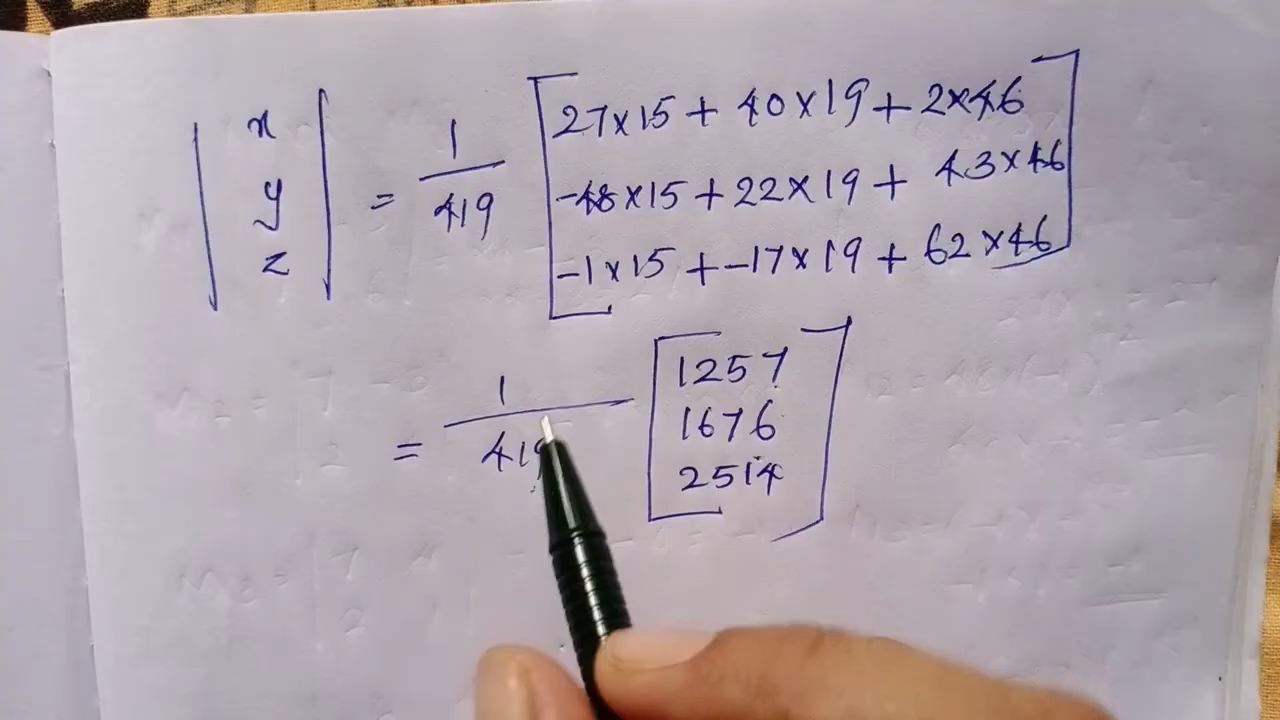 x = 1/419 [27×15 + 40×19 + 2×46
y -48×15 + 22×19 + 43×46
z -1×15 + -17×19 + 62×46]
= 1/419 [1257
1676
2514]